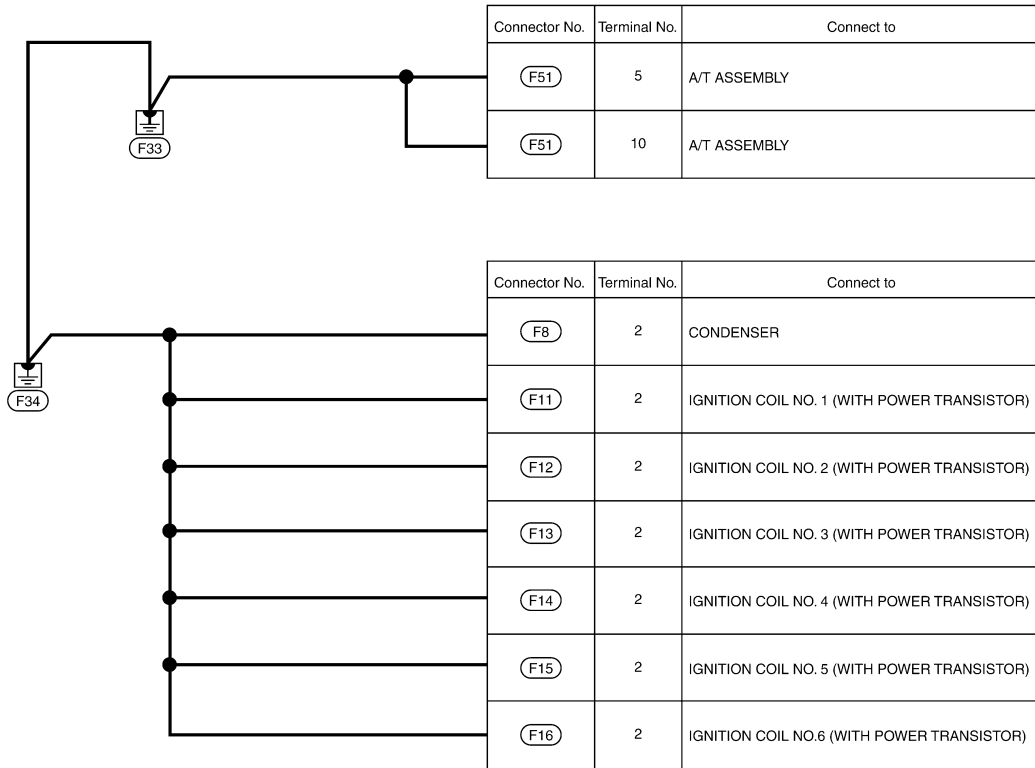 Connector No. Terminal No. Connect to
F51 5 A/T ASSEMBLY
F51 10 A/T ASSEMBLY
F33
Connector No. Terminal No. Connect to
F8 2 CONDENSER
F11 2 IGNITION COIL NO. 1 (WITH POWER TRANSISTOR)
F34
F12 2 IGNITION COIL NO. 2 (WITH POWER TRANSISTOR)
F13 2 IGNITION COIL NO. 3 (WITH POWER TRANSISTOR)
F14 2 IGNITION COIL NO. 4 (WITH POWER TRANSISTOR)
F15 2 IGNITION COIL NO. 5 (WITH POWER TRANSISTOR)
F16 2 IGNITION COIL NO.6 (WITH POWER TRANSISTOR)